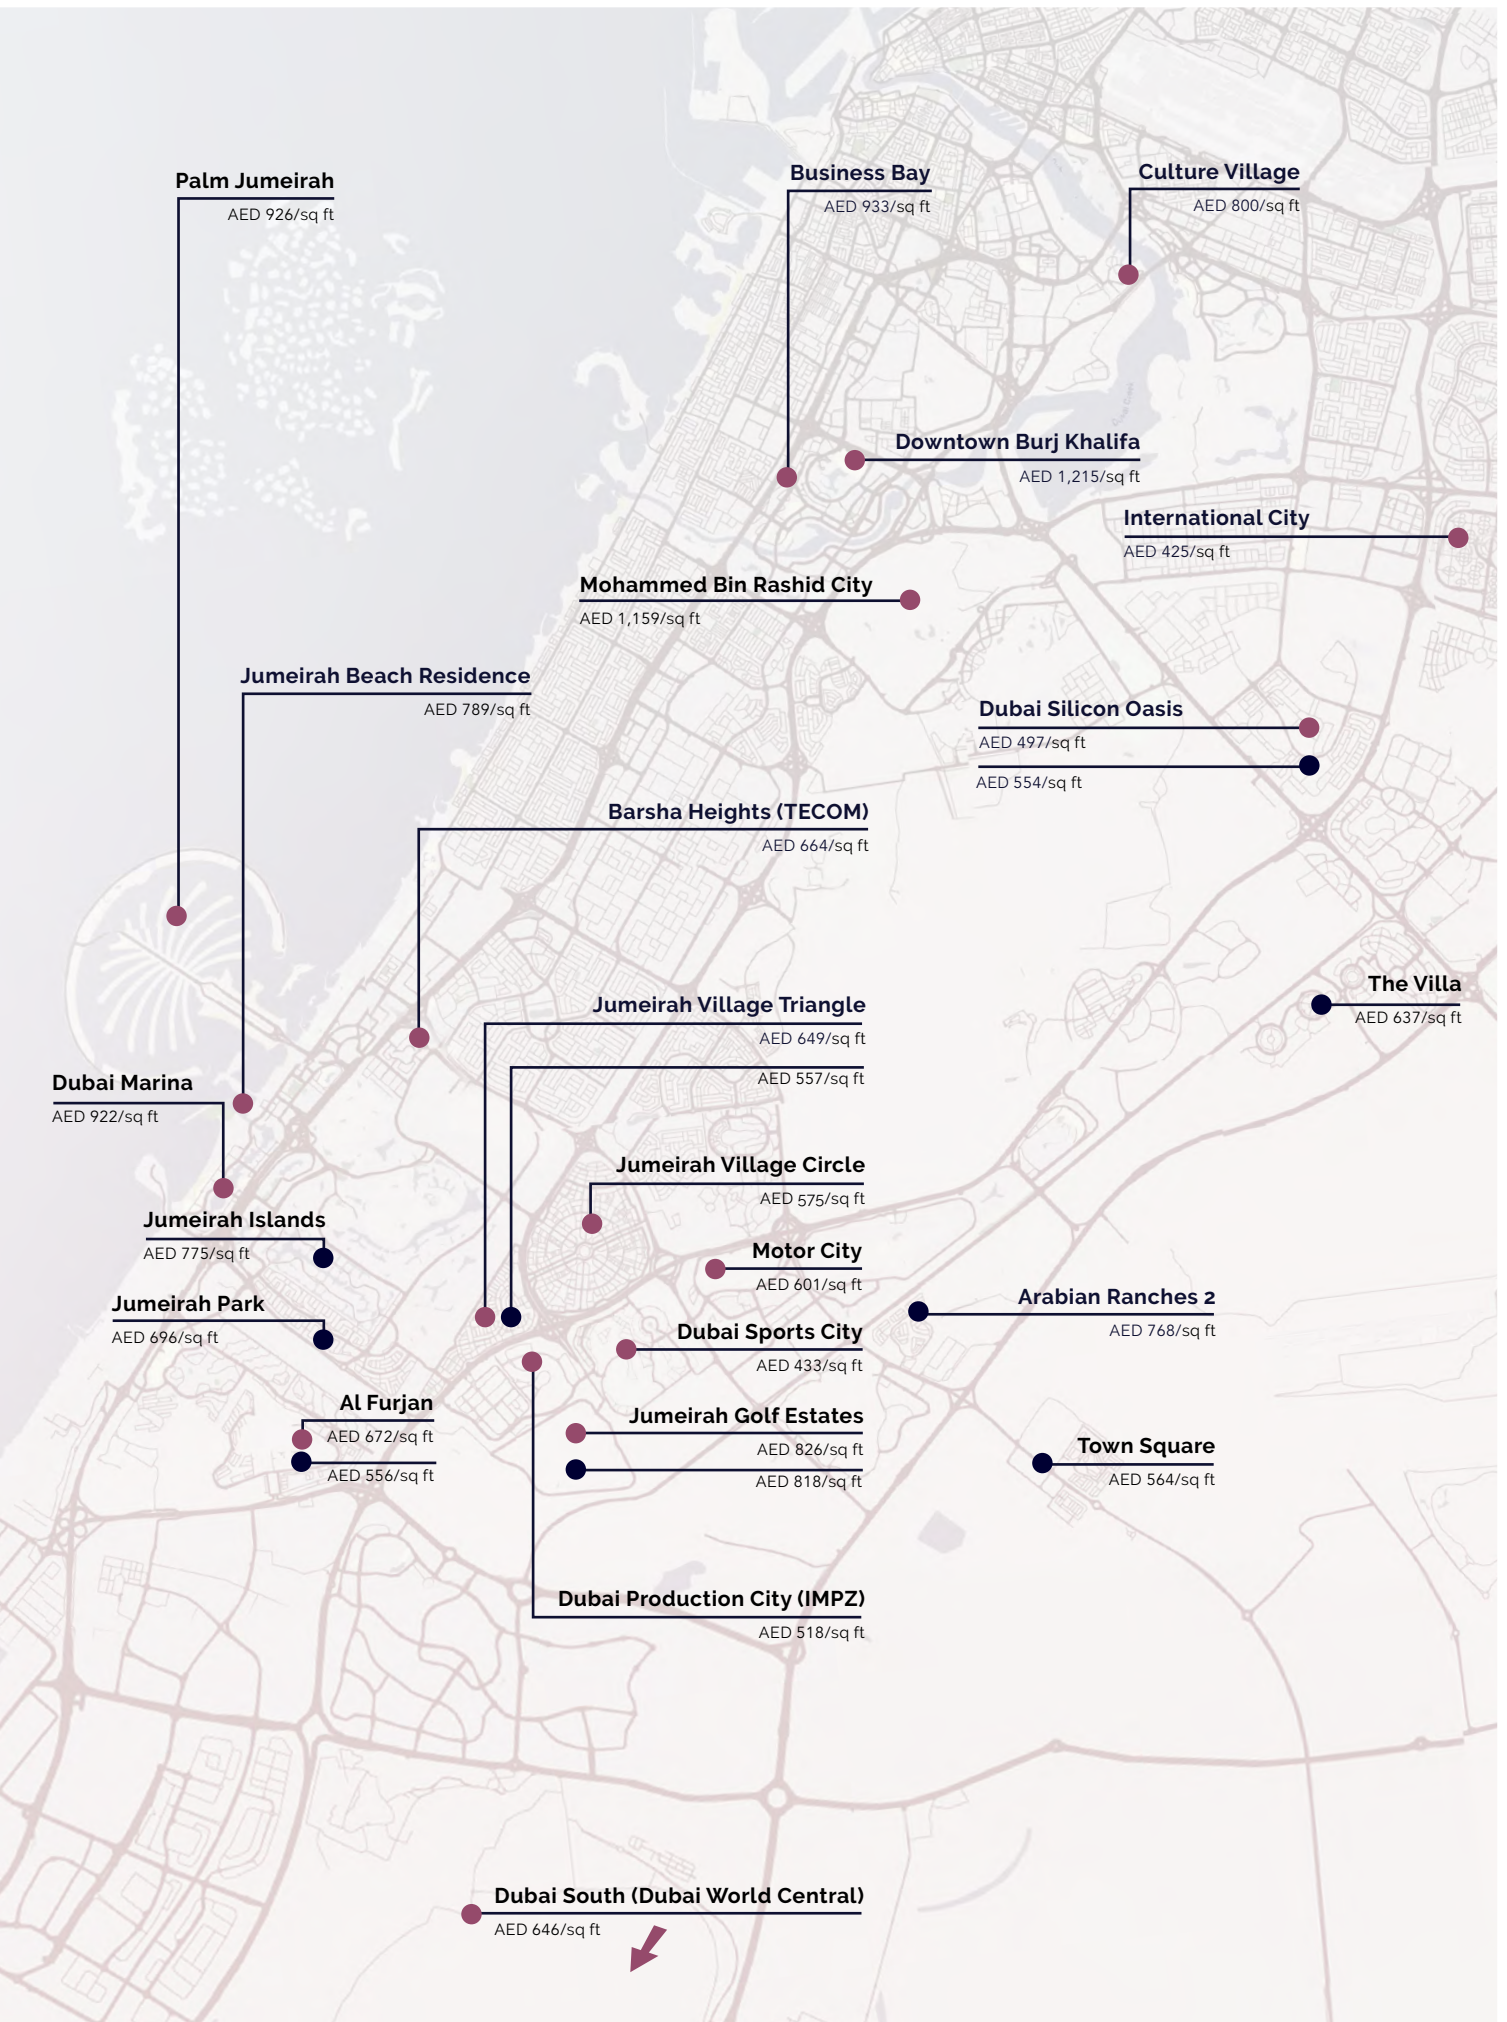 Palm Jumeirah
AED 926/sq ft
Business Bay
AED 933/sq ft
Culture Village
AED 800/sq ft
Downtown Burj Khalifa
AED 1,215/sq ft
International City
AED 425/sq ft
Mohammed Bin Rashid City
AED 1,159/sq ft
Jumeirah Beach Residence
AED 789/sq ft
Dubai Silicon Oasis
AED 497/sq ft
AED 554/sq ft
Barsha Heights (TECOM)
AED 664/sq ft
The Villa
AED 637/sq ft
Jumeirah Village Triangle
AED 649/sq ft
AED 557/sq ft
Dubai Marina
AED 922/sq ft
Jumeirah Village Circle
AED 575/sq ft
Jumeirah Islands
AED 775/sq ft
Motor City
AED 601/sq ft
Jumeirah Park
AED 696/sq ft
Arabian Ranches 2
AED 768/sq ft
Dubai Sports City
AED 433/sq ft
Al Furjan
AED 672/sq ft
AED 556/sq ft
Jumeirah Golf Estates
AED 826/sq ft
AED 818/sq ft
Town Square
AED 564/sq ft
Dubai Production City (IMPZ)
AED 518/sq ft
Dubai South (Dubai World Central)
AED 646/sq ft